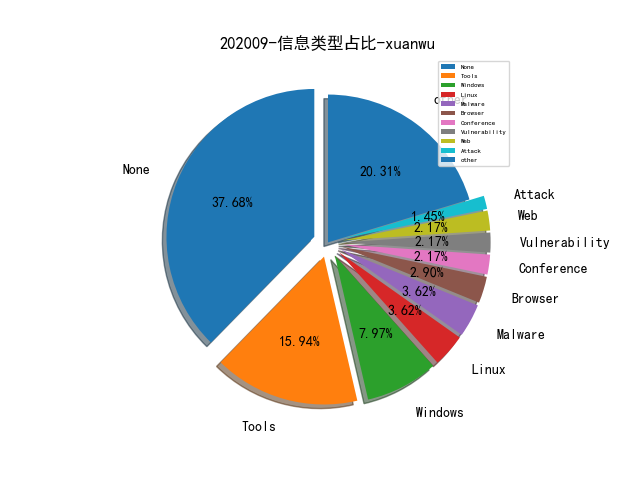 202009-信息类型占比-xuanwu
None
Tools
Windows
Linux
Malware
Browser
Conference
Vulnerability
Web
Attack
other
20.31%
None
37.68%
Attack
1.45%
Web
2.17%
Vulnerability
2.17%
Conference
2.17%
Browser
2.90%
Malware
3.62%
Linux
3.62%
Windows
7.97%
Tools
15.94%